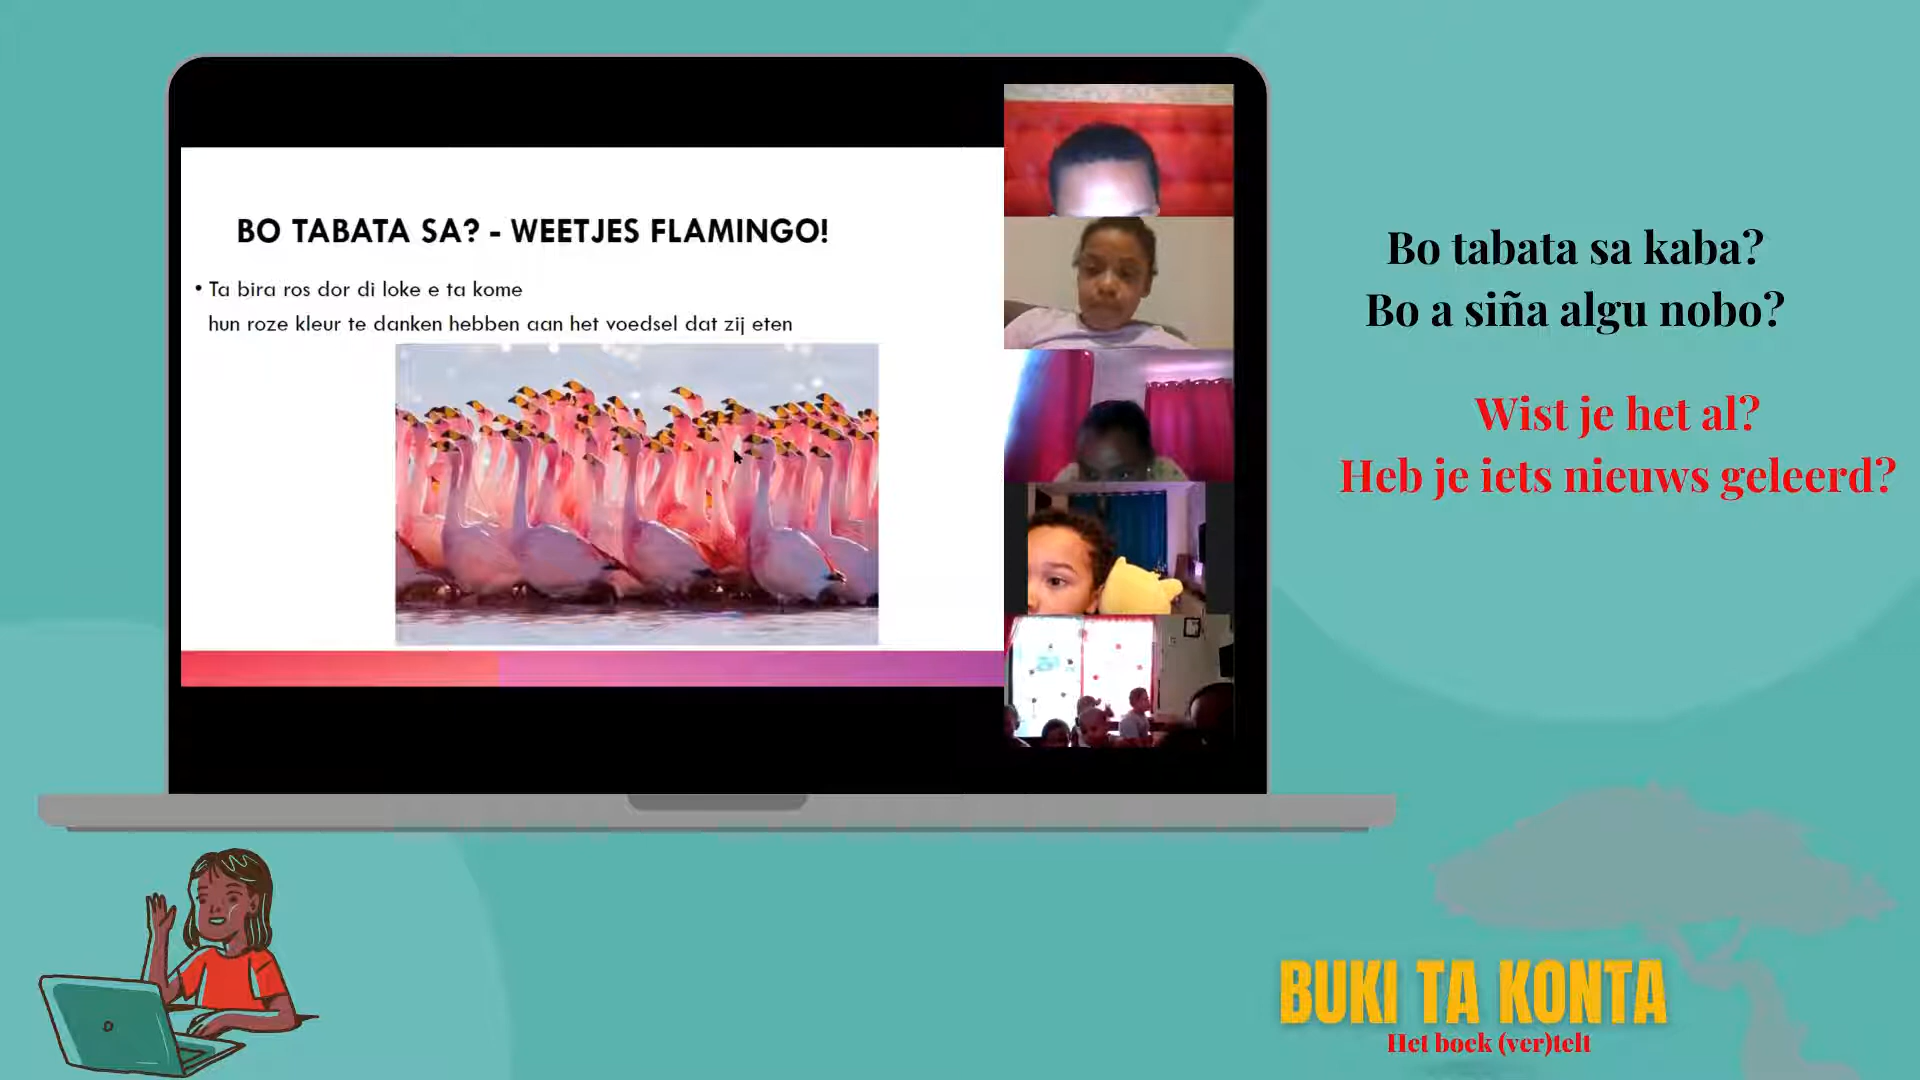 BO TABATA SA? - WEETJES FLAMINGO!
• Ta bira ros dor di loke e ta kome
hun roze kleur te danken hebben aan het voedsel dat zij eten
Bo tabata sa kaba?
Bo a siña algu nobo?
Wist je het al?
Heb je iets nieuws geleerd?
BUKI TA KONTA
Het boek (ver)telt